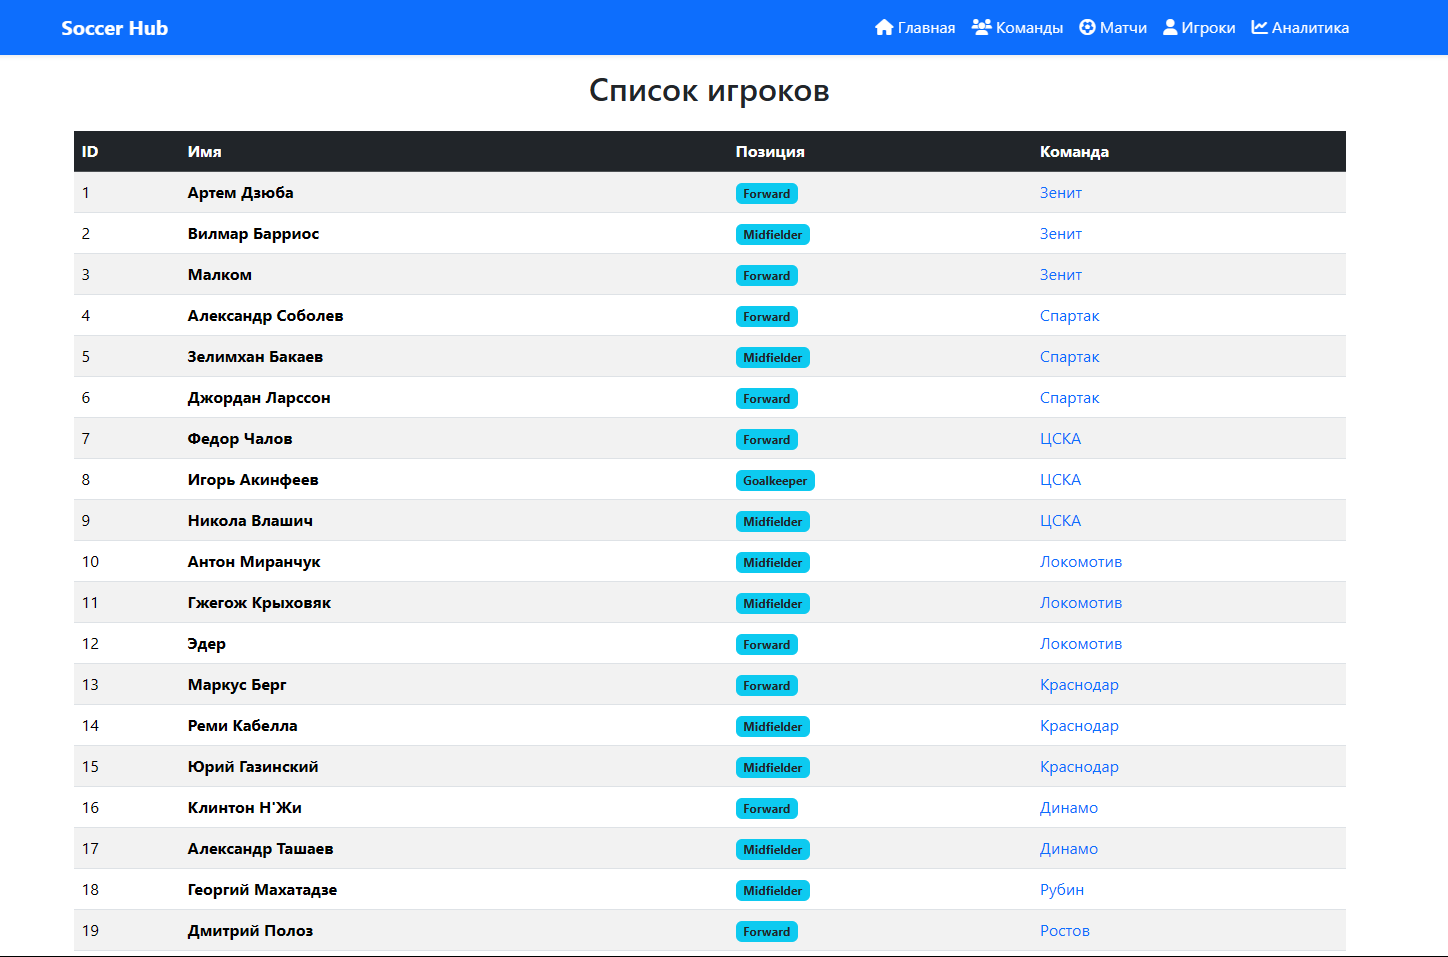 Soccer Hub Главная Команды Матчи Игроки Аналитика
Список игроков
ID Имя Позиция Команда
1 Артем Дзюба Forward Зенит
2 Вилмар Барриос Midfielder Зенит
3 Малком Forward Зенит
4 Александр Соболев Forward Спартак
5 Зелимхан Бакаев Midfielder Спартак
6 Джордан Ларссон Forward Спартак
7 Федор Чалов Forward ЦСКА
8 Игорь Акинфеев Goalkeeper ЦСКА
9 Никола Влашич Midfielder ЦСКА
10 Антон Миранчук Midfielder Локомотив
11 Гжегож Крыховяк Midfielder Локомотив
12 Эдер Forward Локомотив
13 Маркус Берг Forward Краснодар
14 Реми Кабелла Midfielder Краснодар
15 Юрий Газинский Midfielder Краснодар
16 Клинтон Н'Жи Forward Динамо
17 Александр Ташаев Midfielder Динамо
18 Георгий Махатадзе Midfielder Рубин
19 Дмитрий Полоз Forward Ростов